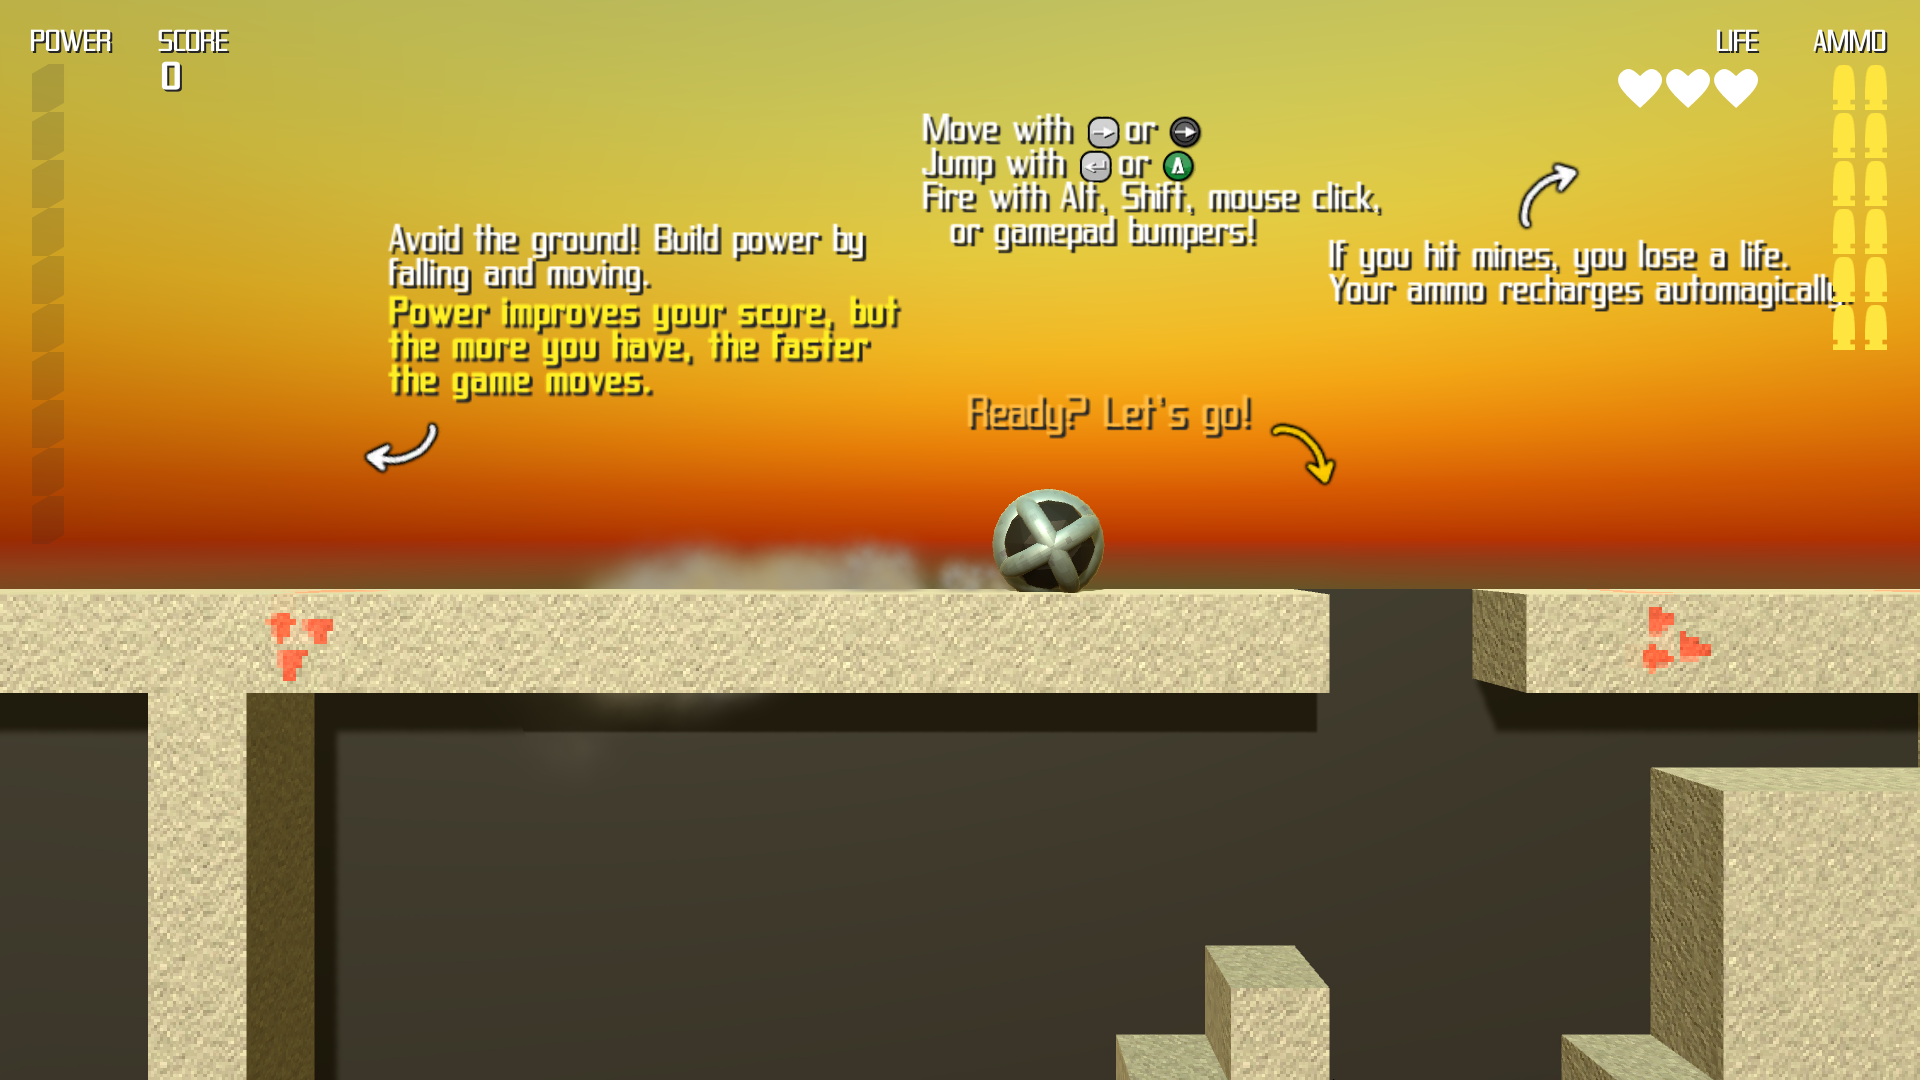 POWER
SCORE
0
LIFE
AMMO
Move with or
Jump with or A
Fire with Alt, Shift, mouse click,
or gamepad bumpers!
Avoid the ground! Build power by
falling and moving.
Power improves your score, but
the more you have, the faster
the game moves.
If you hit mines, you lose a life.
Your ammo recharges automagically.
Ready? Let's go!